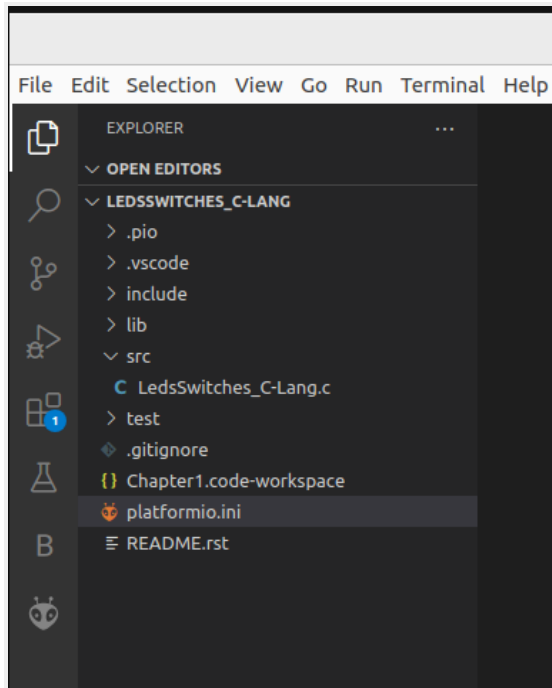 File Edit Selection View Go Run Terminal Help
EXPLORER ...
OPEN EDITORS
LEDSSWITCHES_C-LANG
.pio
.vscode
include
lib
src
C LedsSwitches_C-Lang.c
test
.gitignore
{} Chapter1.code-workspace
platformio.ini
README.rst
1
B